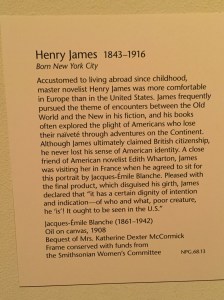 Henry James 1843–1916
Born New York City
Accustomed to living abroad since childhood,
master novelist Henry James was more comfortable
in Europe than in the United States. James frequently
pursued the theme of encounters between the Old
World and the New in his fiction, and his books
often explored the plight of Americans who lose
their naïveté through adventures on the Continent.
Although James ultimately claimed British citizenship,
he never lost his sense of American identity. A close
friend of American novelist Edith Wharton, James
was visiting her in France when he agreed to sit for
this portrait by Jacques-Émile Blanche. Pleased with
the final product, which disguised his girth, James
declared that "it has a certain dignity of intention
and indication—of who and what, poor creature,
he 'is'! It ought to be seen in the U.S."
Jacques-Émile Blanche (1861–1942)
Oil on canvas, 1908
Bequest of Mrs. Katherine Dexter McCormick
Frame conserved with funds from
the Smithsonian Women's Committee
NPG.68.13